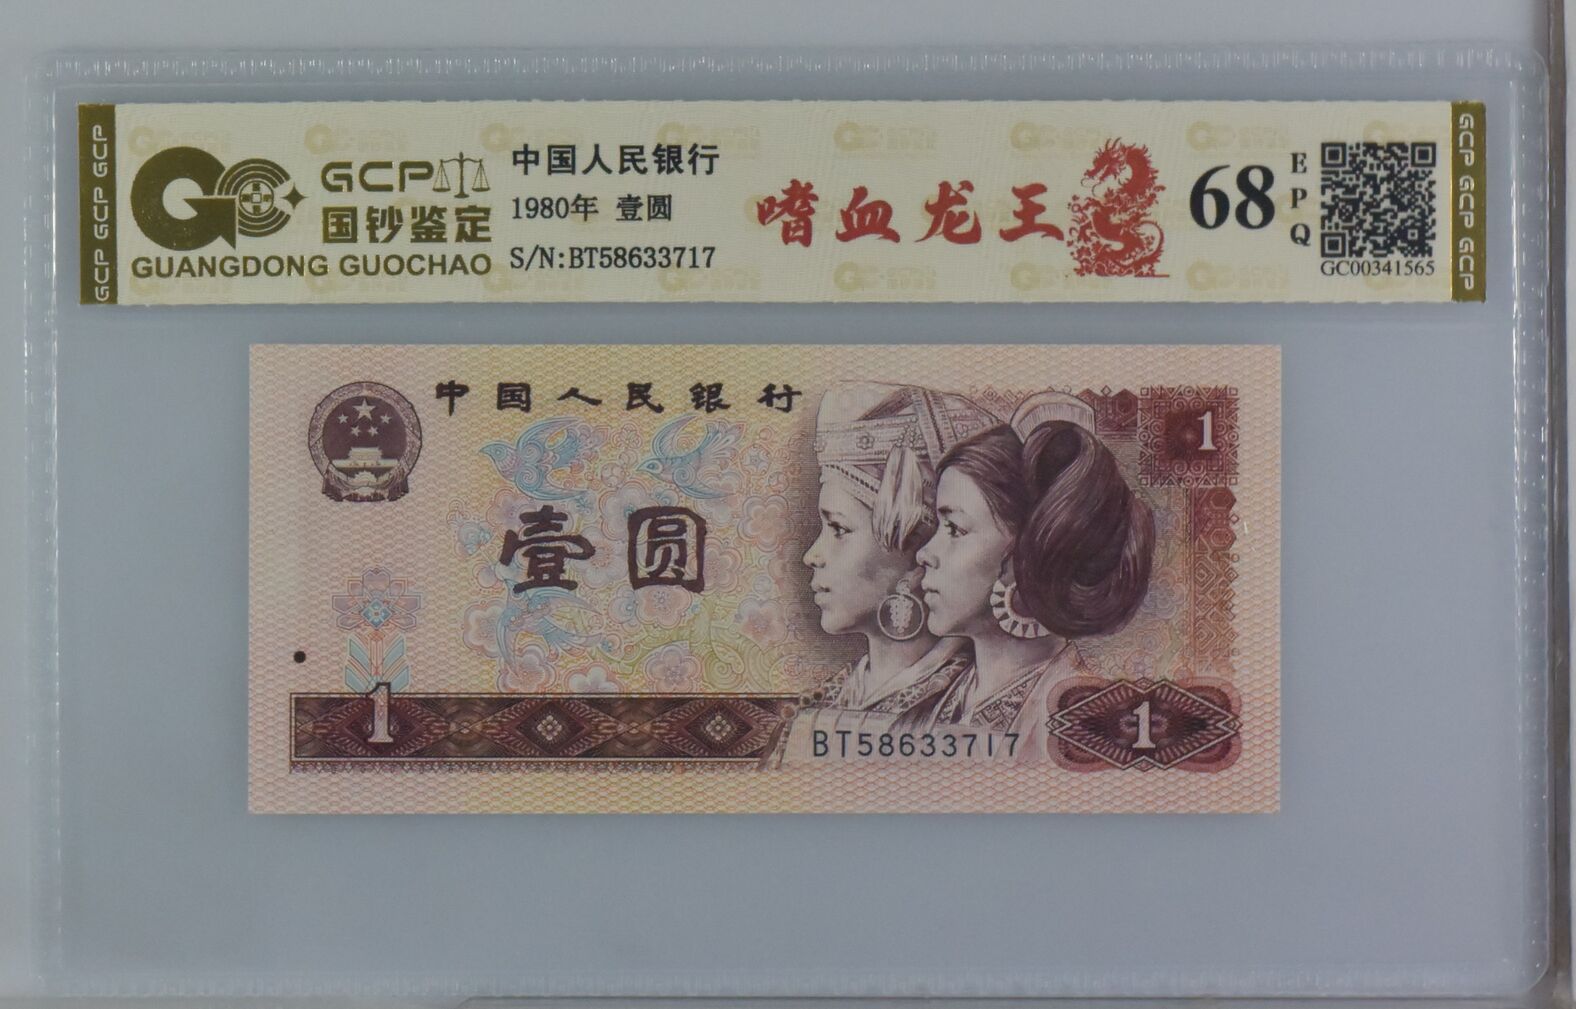 GCP GCP GCP
GCP
国钞鉴定
GUANGDONG GUOCHAO
中国人民银行
1980年 壹圆
S/N:BT58633717
嗜血龙王
68
EPQ
GC00341565
GCP GCP GCP
中国人民银行
1
壹圆
1
BT58633717
1